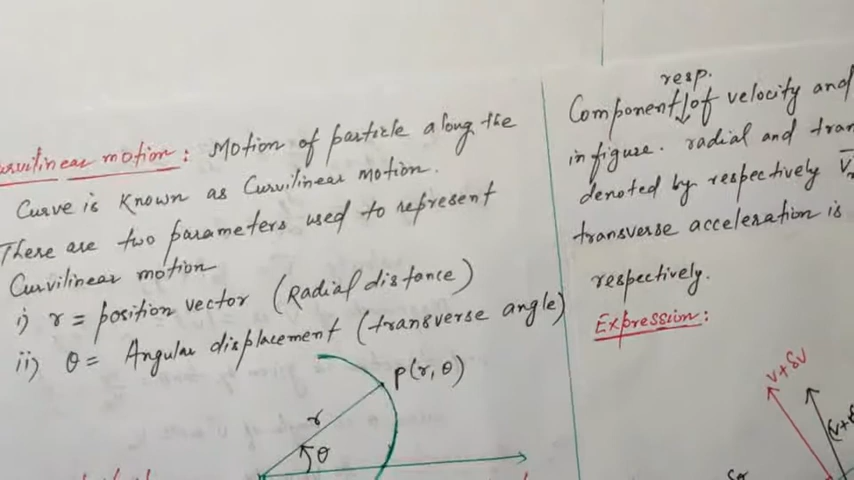 Curvilinear motion: Motion of particle along the
Curve is known as Curvilinear motion.
There are two parameters used to represent
Curvilinear motion
i) r = position vector (Radial distance)
ii) θ = Angular displacement (transverse angle)
P(r, θ)
r
θ
resp.
Component of velocity and
in figure. radial and
denoted by respectively
transverse acceleration is
respectively.
Expression:
V+δV